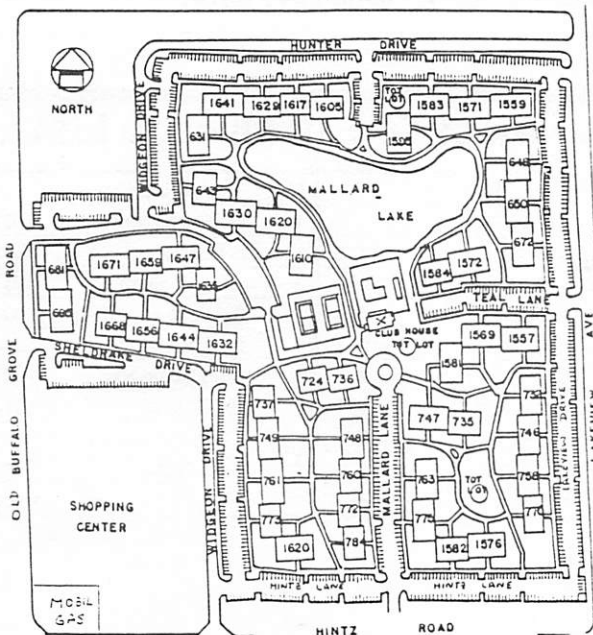 HUNTER DRIVE
NORTH
WIDGEON DRIVE
1641 1629 1617 1605
TOT LOT
1583 1571 1559
631
1595
643
648
MALLARD LAKE
1630 1620
650
1610
672
681
1671 1659 1647
635
1584 1572
TEAL LANE
1668 1656 1644 1632
CLUB HOUSE
TOT LOT
1569 1557
1581
SHELDRAKE DRIVE
724 736
OLD BUFFALO GROVE ROAD
737
732
747 735
749 748
746
MALLARD LANE
WIDGEON DRIVE
LAKEVIEW DRIVE
LAKEVIEW AVE
761 760
763
TOT LOT
758
SHOPPING CENTER
773 772
775
770
784
1620
1582 1576
HINTZ LANE
HINTZ LANE
MOBIL GAS
HINTZ ROAD